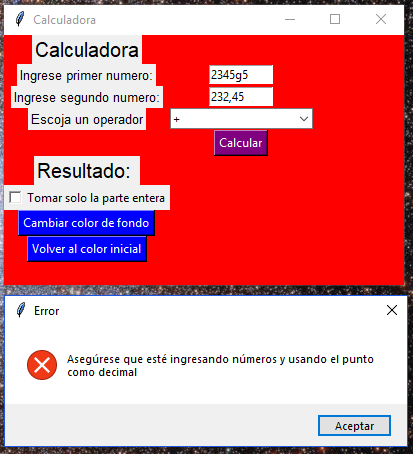 Calculadora
Calculadora
Ingrese primer numero: 2345g5
Ingrese segundo numero: 232,45
Escoja un operador +
Calcular
Resultado:
Tomar solo la parte entera
Cambiar color de fondo
Volver al color inicial
Error
Asegúrese que esté ingresando números y usando el punto
como decimal
Aceptar